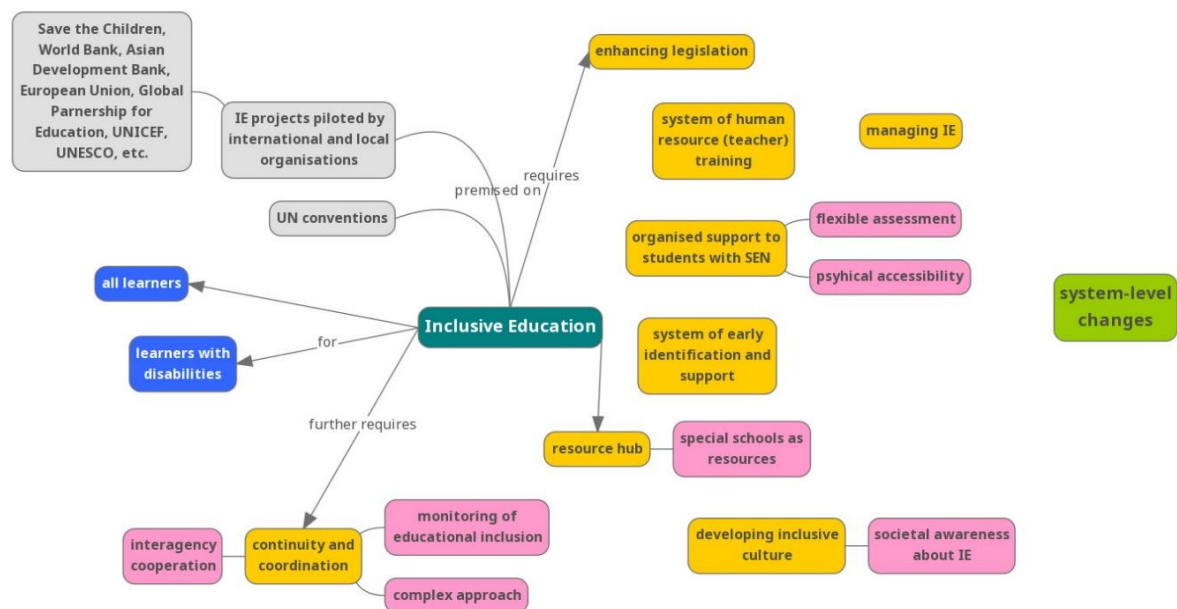 Save the Children,
World Bank, Asian
Development Bank,
European Union, Global
Parnership for
Education, UNICEF,
UNESCO, etc.
IE projects piloted by
international and local
organisations
UN conventions
premised on
requires
enhancing legislation
system of human
resource (teacher)
training
managing IE
organised support to
students with SEN
flexible assessment
psyhical accessibility
system-level
changes
all learners
learners with
disabilities
for
Inclusive Education
system of early
identification and
support
further requires
resource hub
special schools as
resources
interagency
cooperation
continuity and
coordination
monitoring of
educational inclusion
complex approach
developing inclusive
culture
societal awareness
about IE